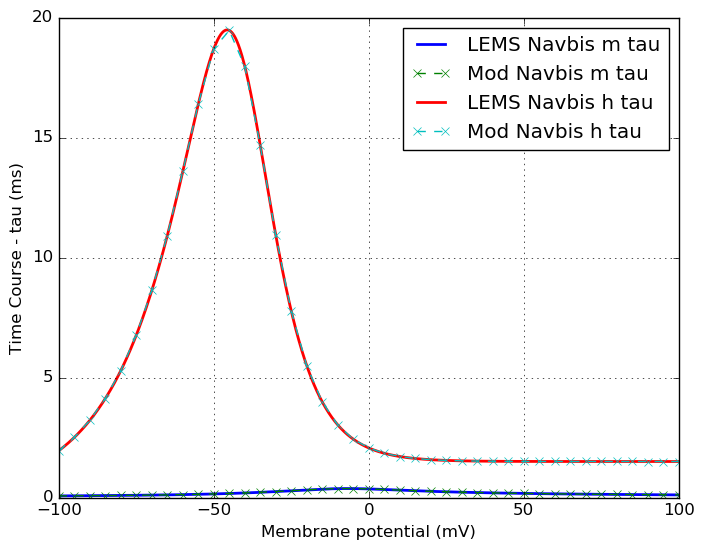 20
15
10
5
0
Time Course - tau (ms)
LEMS Navbis m tau
Mod Navbis m tau
LEMS Navbis h tau
Mod Navbis h tau
−100
−50
0
50
100
Membrane potential (mV)